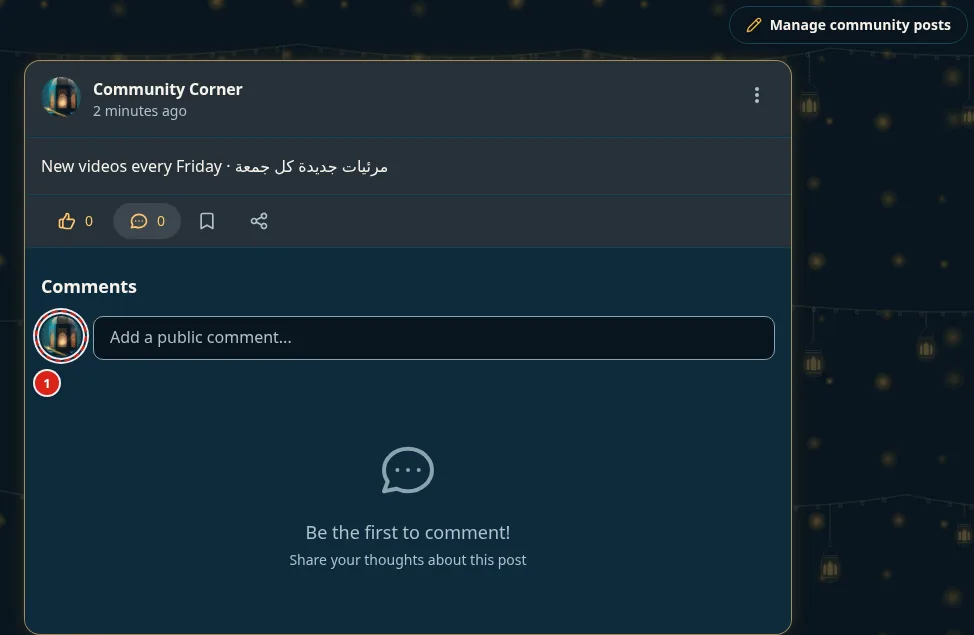 Manage community posts
Community Corner
2 minutes ago
New videos every Friday · مرئيات جديدة كل جمعة
0
0
Comments
Add a public comment...
1
Be the first to comment!
Share your thoughts about this post